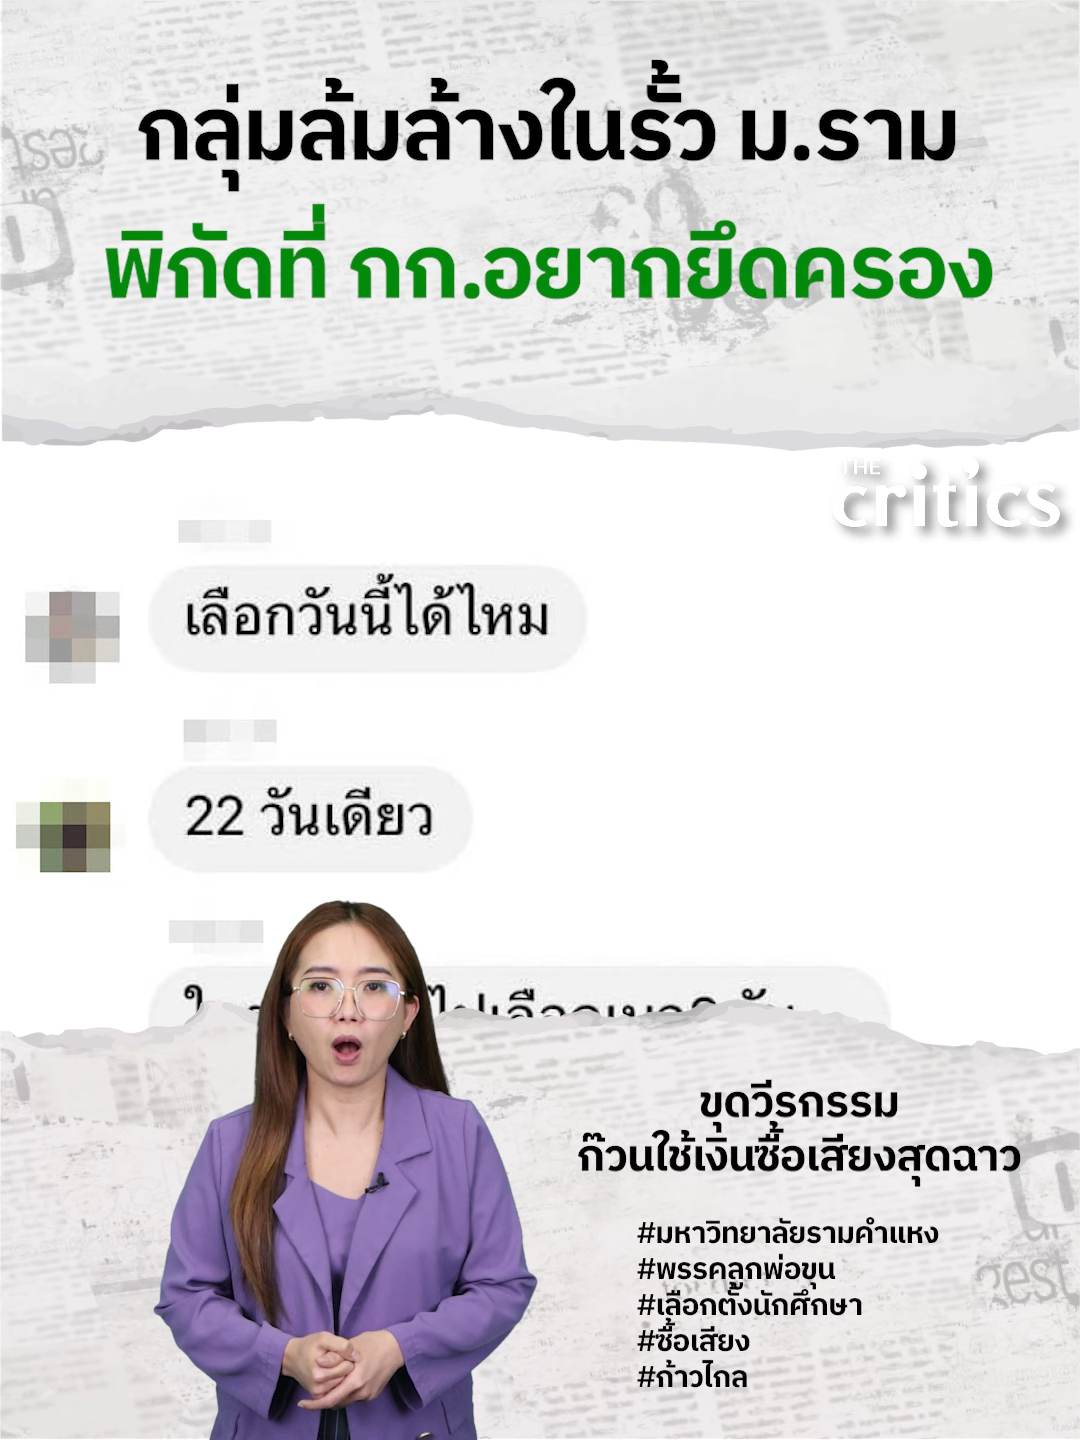 กลุ่มล้มล้างในรั้ว ม.ราม
พิกัดที่ กก.อยากยึดครอง
THE
critics
เลือกวันนี้ได้ไหม
22 วันเดียว
ขุดวีรกรรม
ก๊วนใช้เงินซื้อเสียงสุดฉาว
#มหาวิทยาลัยรามคำแหง
#พรรคลูกพ่อขุน
#เลือกตั้งนักศึกษา
#ซื้อเสียง
#ก้าวไกล